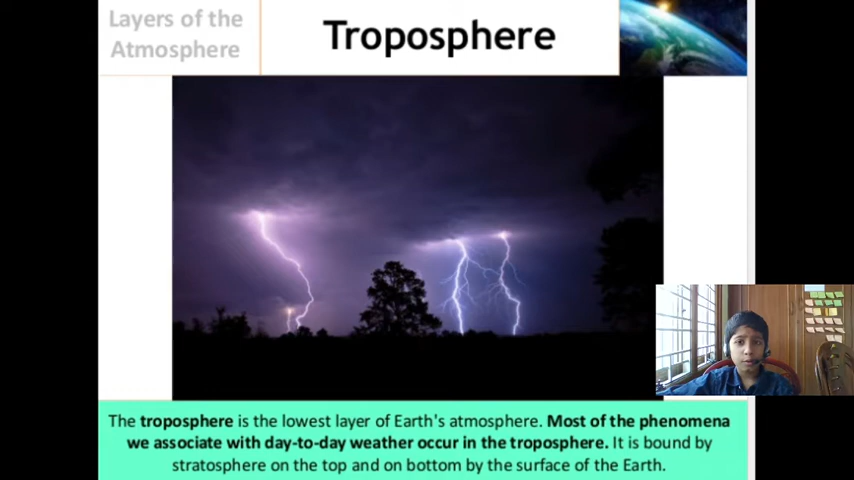 Layers of the
Atmosphere
Troposphere
The troposphere is the lowest layer of Earth's atmosphere. Most of the phenomena
we associate with day-to-day weather occur in the troposphere. It is bound by
stratosphere on the top and on bottom by the surface of the Earth.